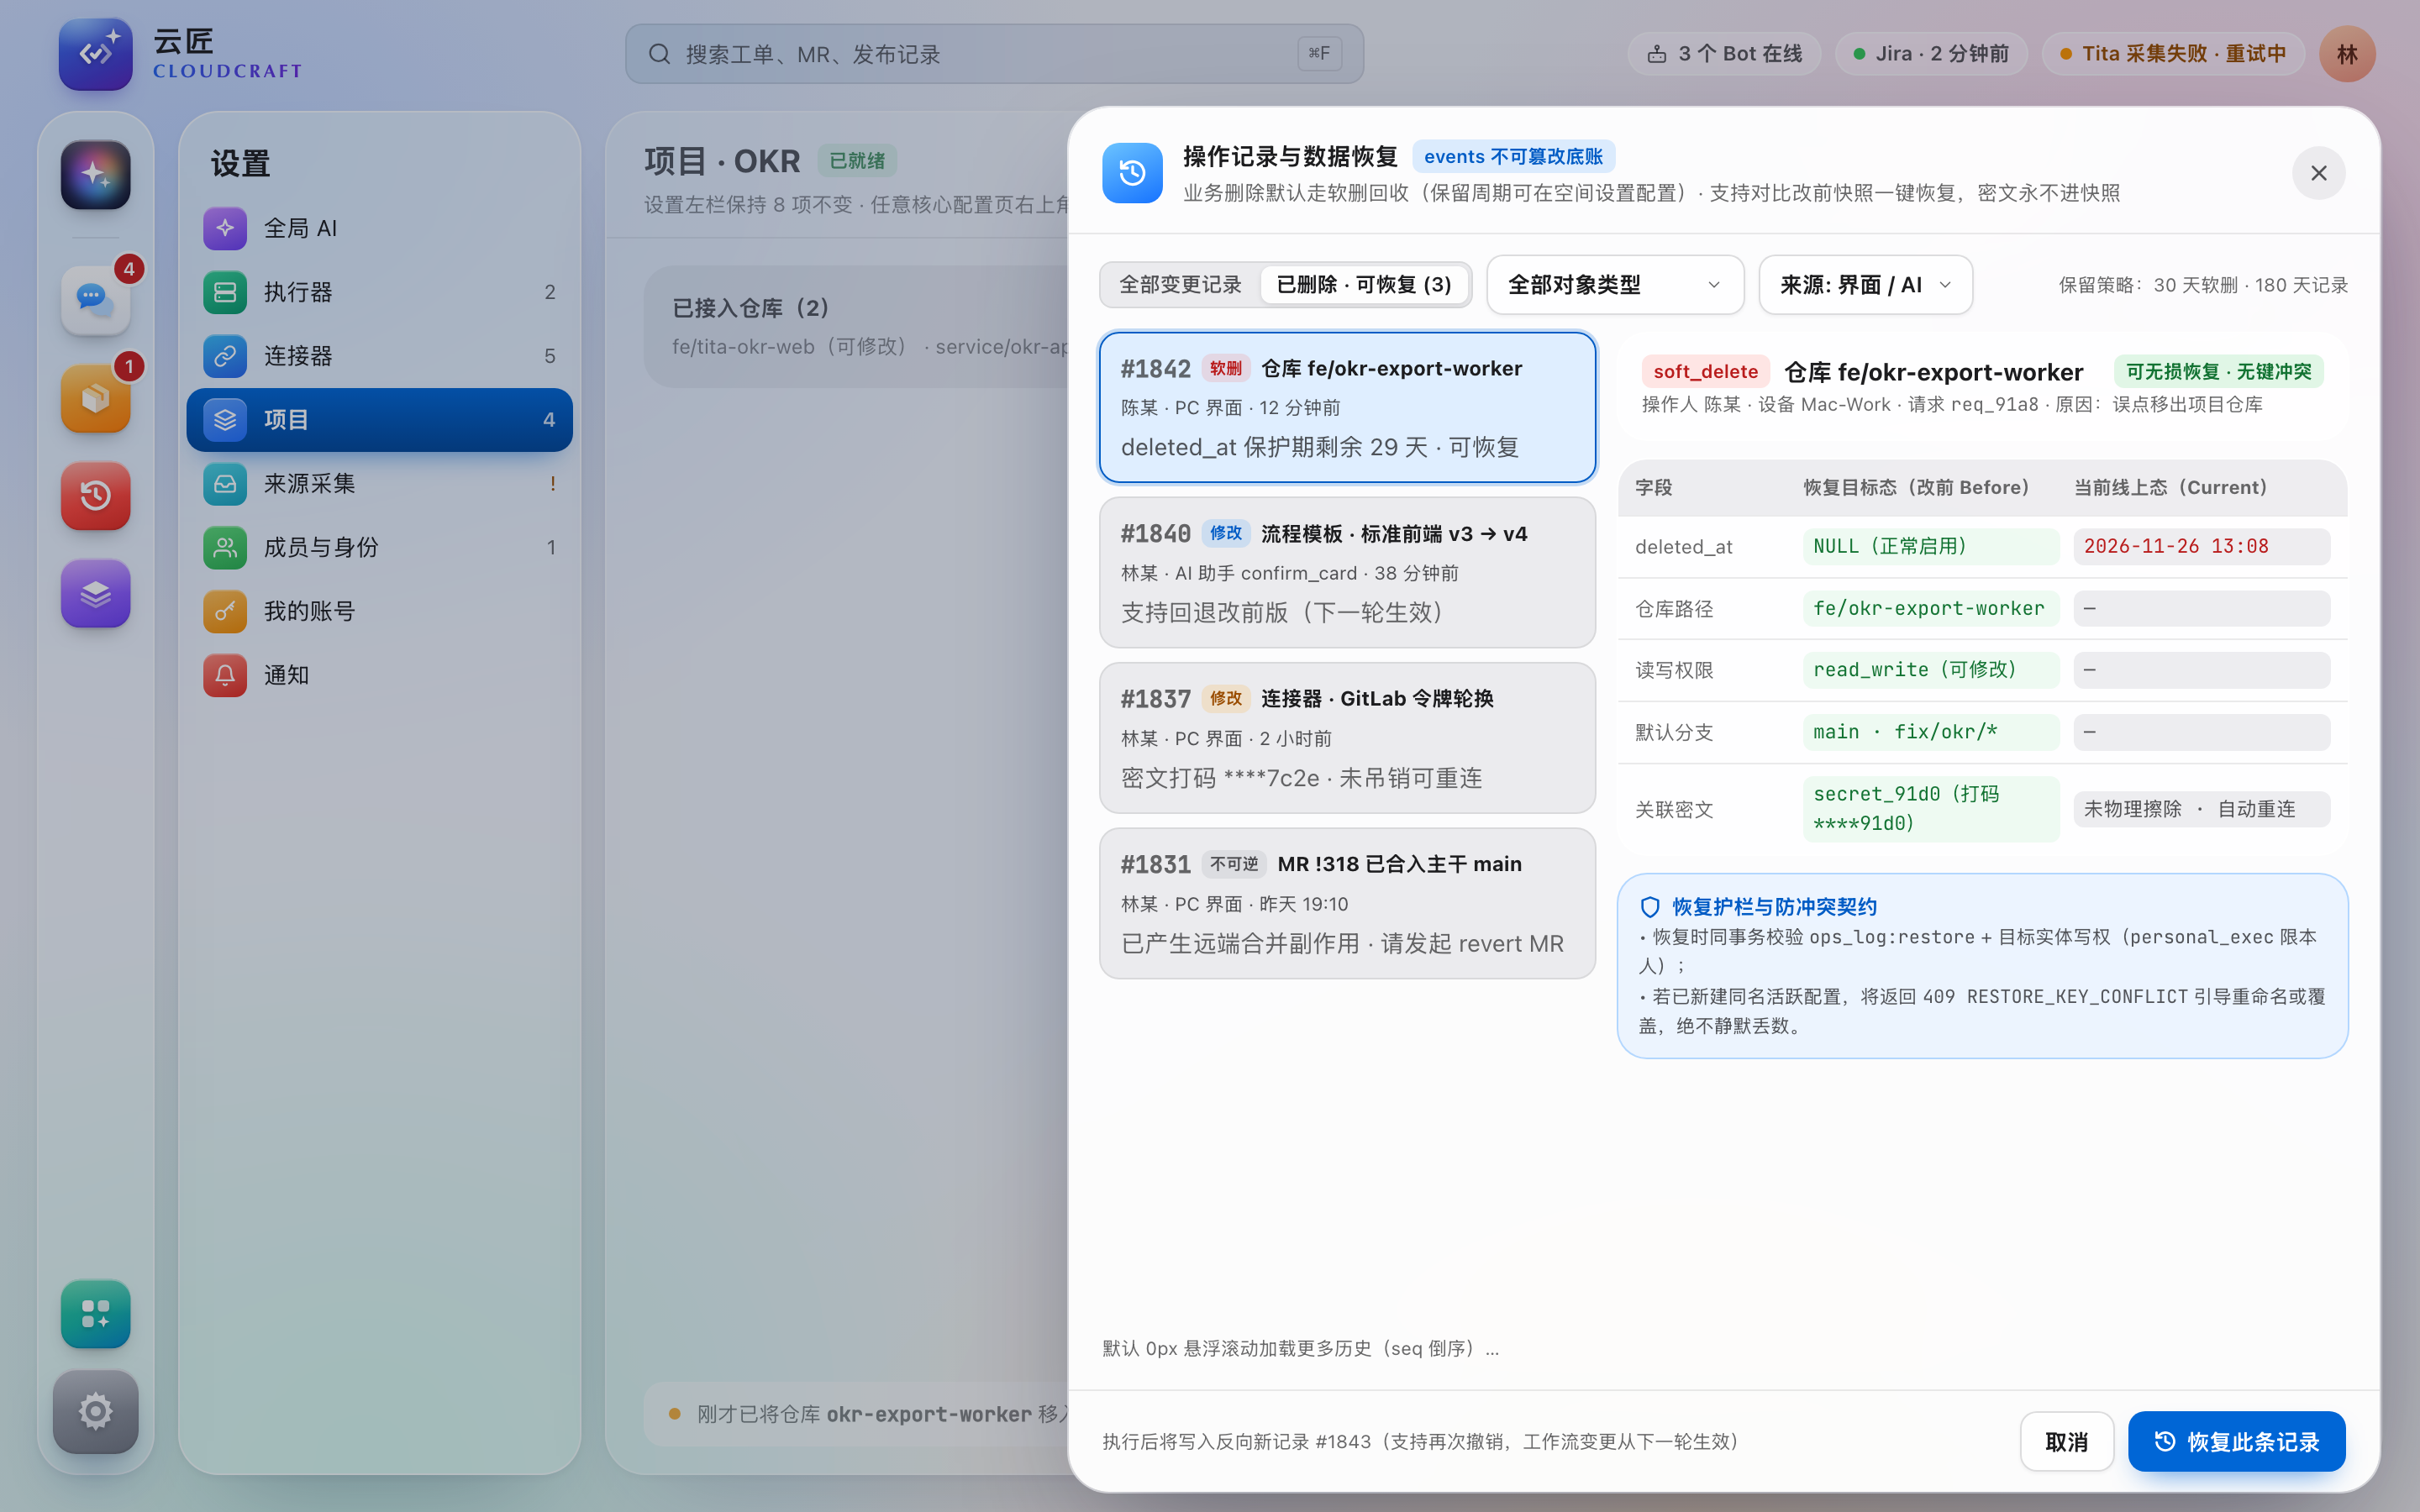 云匠
CLOUDCRAFT
搜索工单、MR、发布记录
⌘F
3 个 Bot 在线
Jira · 2 分钟前
Tita 采集失败 · 重试中
林
4
1
设置
全局 AI
执行器 2
连接器 5
项目 4
来源采集 !
成员与身份 1
我的账号
通知
项目 · OKR 已就绪
设置左栏保持 8 项不变 · 任意核心配置页右上角
已接入仓库（2）
fe/tita-okr-web（可修改） · service/okr-ap
刚才已将仓库 okr-export-worker 移入
操作记录与数据恢复 events 不可篡改底账
业务删除默认走软删回收（保留周期可在空间设置配置）· 支持对比改前快照一键恢复，密文永不进快照
全部变更记录 已删除 · 可恢复 (3) 全部对象类型 来源: 界面 / AI 保留策略：30 天软删 · 180 天记录
#1842 软删 仓库 fe/okr-export-worker
陈某 · PC 界面 · 12 分钟前
deleted_at 保护期剩余 29 天 · 可恢复
#1840 修改 流程模板 · 标准前端 v3 → v4
林某 · AI 助手 confirm_card · 38 分钟前
支持回退改前版（下一轮生效）
#1837 修改 连接器 · GitLab 令牌轮换
林某 · PC 界面 · 2 小时前
密文打码 ****7c2e · 未吊销可重连
#1831 不可逆 MR !318 已合入主干 main
林某 · PC 界面 · 昨天 19:10
已产生远端合并副作用 · 请发起 revert MR
默认 0px 悬浮滚动加载更多历史（seq 倒序）…
soft_delete 仓库 fe/okr-export-worker 可无损恢复 · 无键冲突
操作人 陈某 · 设备 Mac-Work · 请求 req_91a8 · 原因：误点移出项目仓库
字段 恢复目标态（改前 Before） 当前线上态（Current）
deleted_at NULL（正常启用） 2026-11-26 13:08
仓库路径 fe/okr-export-worker —
读写权限 read_write（可修改） —
默认分支 main · fix/okr/* —
关联密文 secret_91d0（打码 ****91d0） 未物理擦除 · 自动重连
恢复护栏与防冲突契约
• 恢复时同事务校验 ops_log:restore + 目标实体写权（personal_exec 限本
人）；
• 若已新建同名活跃配置，将返回 409 RESTORE_KEY_CONFLICT 引导重命名或覆
盖，绝不静默丢数。
执行后将写入反向新记录 #1843（支持再次撤销，工作流变更从下一轮生效）
取消
恢复此条记录